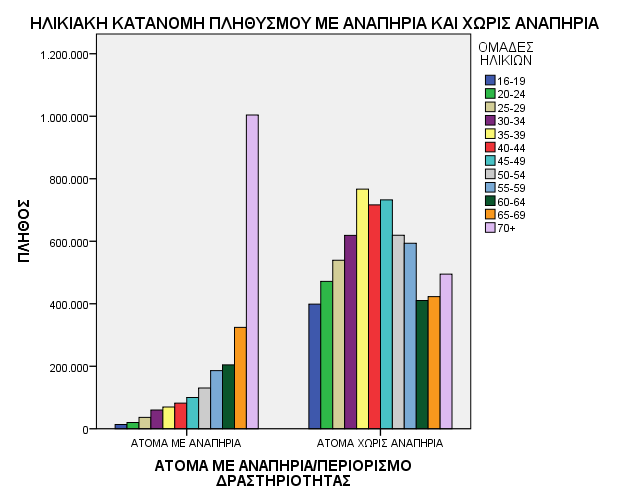 ΗΛΙΚΙΑΚΗ ΚΑΤΑΝΟΜΗ ΠΛΗΘΥΣΜΟΥ ΜΕ ΑΝΑΠΗΡΙΑ ΚΑΙ ΧΩΡΙΣ ΑΝΑΠΗΡΙΑ
ΟΜΑΔΕΣ
ΗΛΙΚΙΩΝ
16-19
20-24
25-29
30-34
35-39
40-44
45-49
50-54
55-59
60-64
65-69
70+
ΠΛΗΘΟΣ
1.200.000
1.000.000
800.000
600.000
400.000
200.000
0
ΑΤΟΜΑ ΜΕ ΑΝΑΠΗΡΙΑ
ΑΤΟΜΑ ΧΩΡΙΣ ΑΝΑΠΗΡΙΑ
ΑΤΟΜΑ ΜΕ ΑΝΑΠΗΡΙΑ/ΠΕΡΙΟΡΙΣΜΟ
ΔΡΑΣΤΗΡΙΟΤΗΤΑΣ